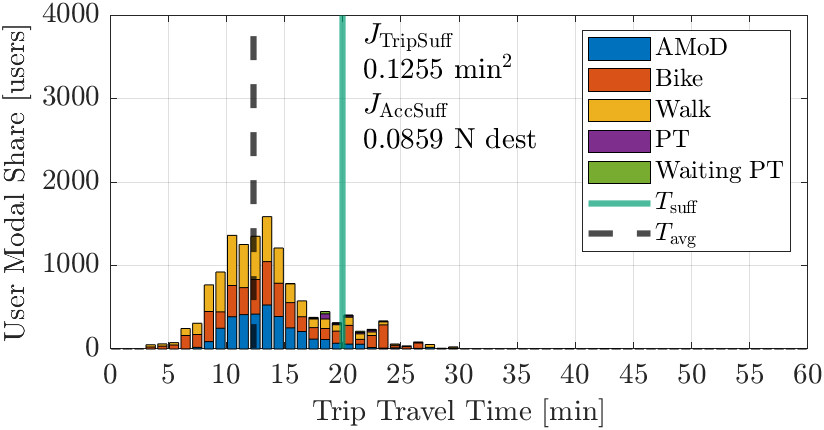 User Modal Share [users]
4000
3000
2000
1000
0
J_TripSuff
0.1255 min²
J_AccSuff
0.0859 N dest
AMoD
Bike
Walk
PT
Waiting PT
T_suff
T_avg
0 5 10 15 20 25 30 35 40 45 50 55 60
Trip Travel Time [min]